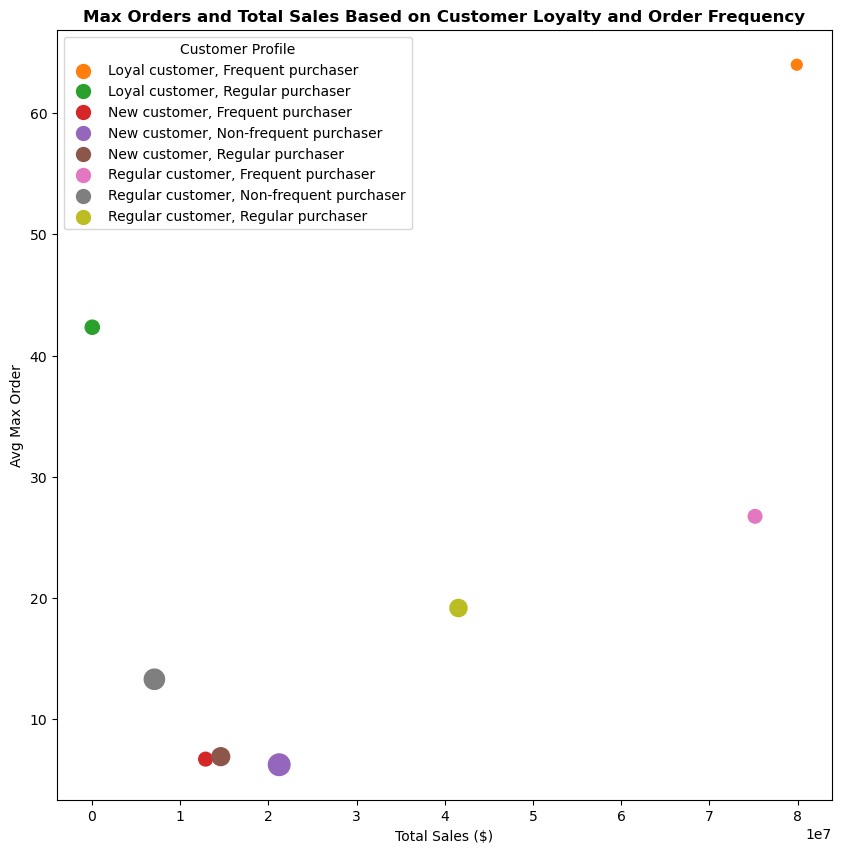 Max Orders and Total Sales Based on Customer Loyalty and Order Frequency
Customer Profile
Loyal customer, Frequent purchaser
Loyal customer, Regular purchaser
New customer, Frequent purchaser
New customer, Non-frequent purchaser
New customer, Regular purchaser
Regular customer, Frequent purchaser
Regular customer, Non-frequent purchaser
Regular customer, Regular purchaser
Avg Max Order
60
50
40
30
20
10
0 1 2 3 4 5 6 7 8
1e7
Total Sales ($)